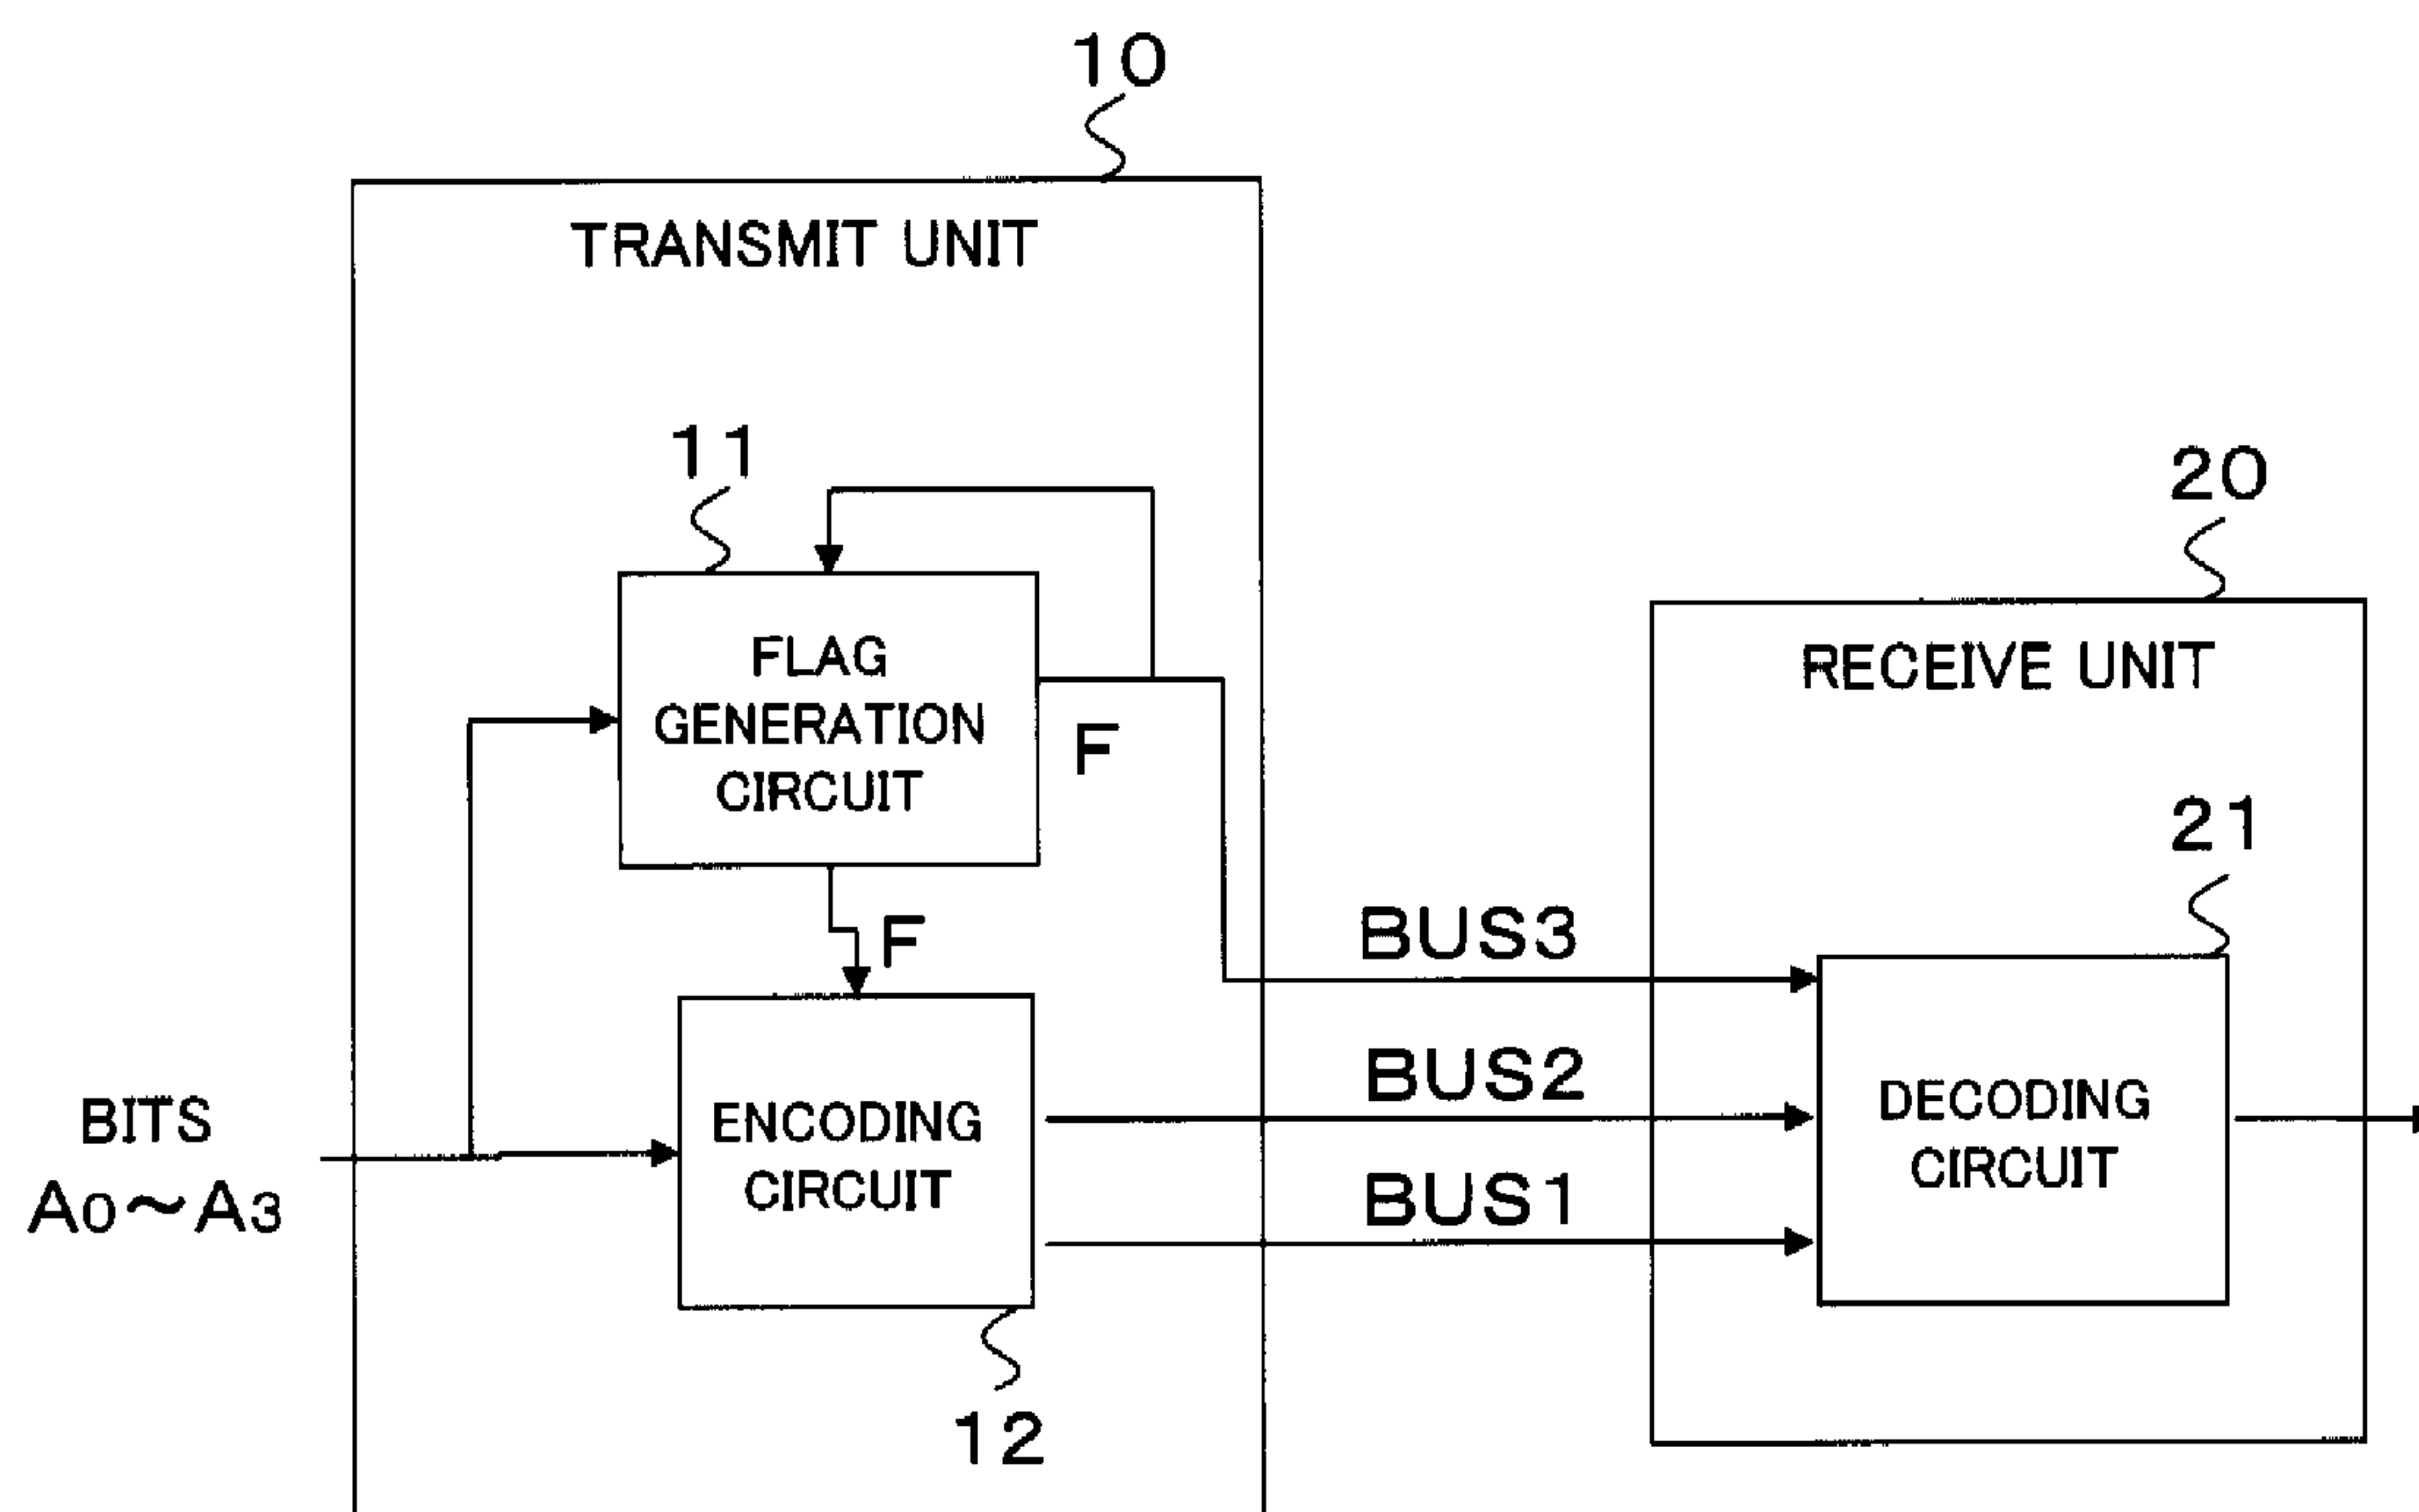 10
TRANSMIT UNIT
11
FLAG
GENERATION
CIRCUIT
F
F
ENCODING
CIRCUIT
12
BITS
A0~A3
BUS3
BUS2
BUS1
20
RECEIVE UNIT
21
DECODING
CIRCUIT